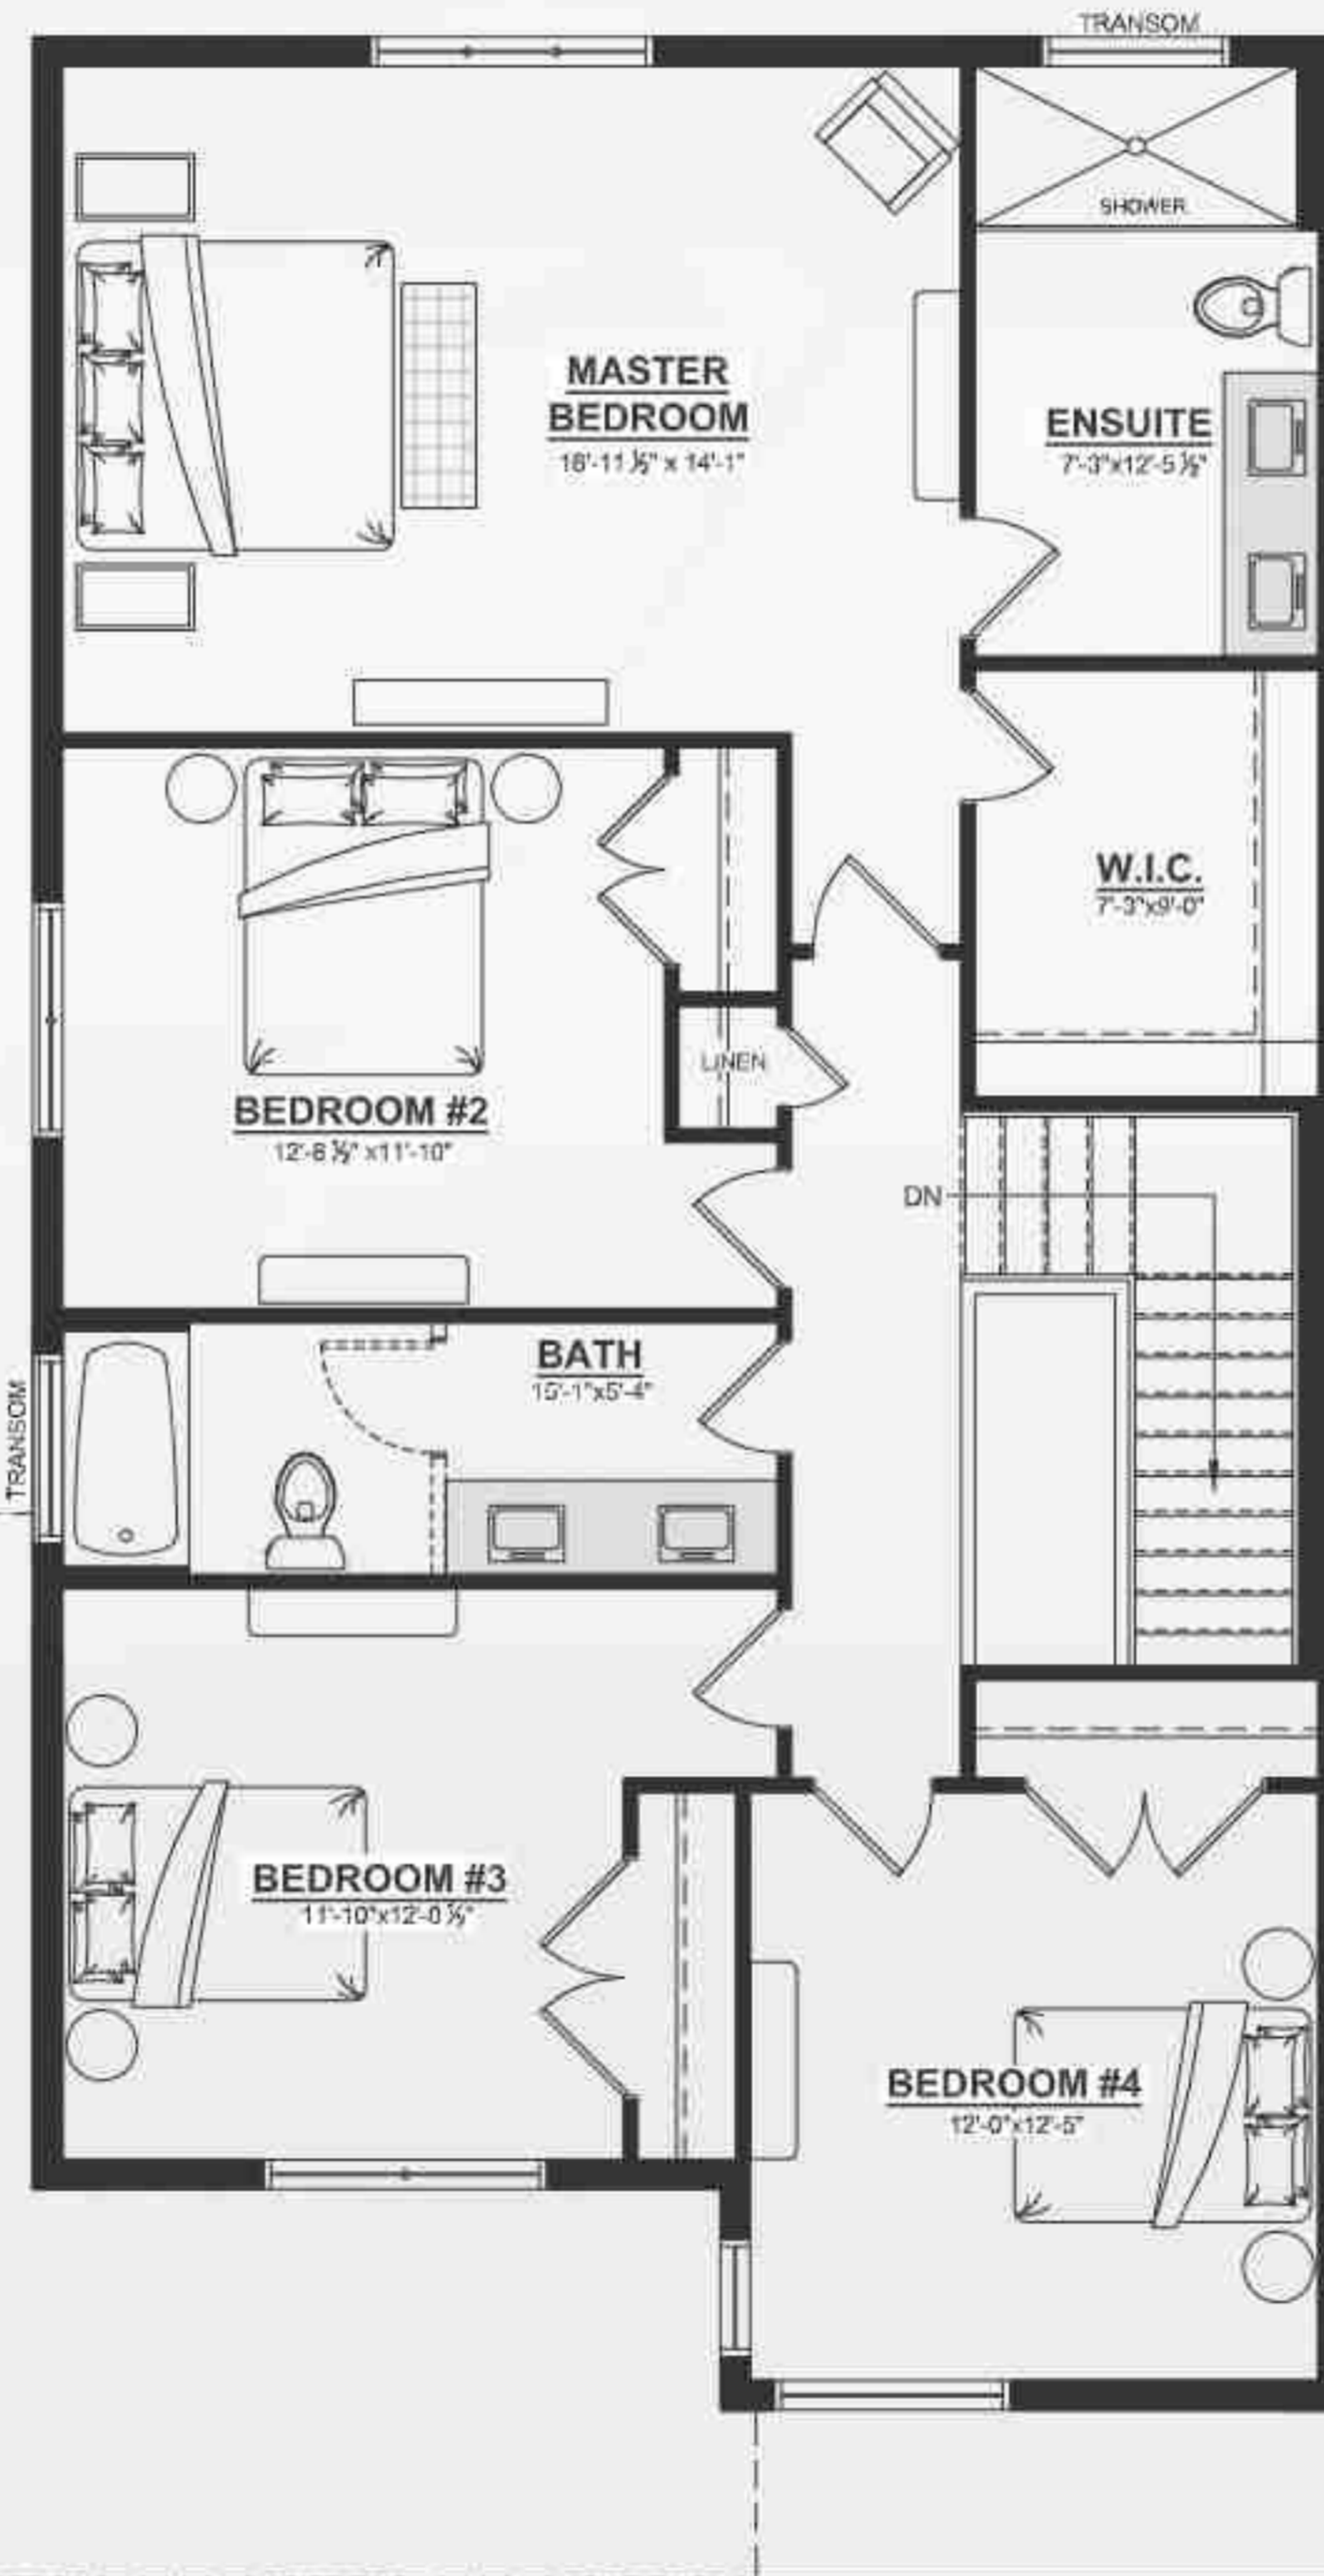 TRANSOM
SHOWER
MASTER
BEDROOM
18'-11 ½" x 14'-1"
ENSUITE
7'-3"x12'-5 ½"
W.I.C.
7'-3"x9'-0"
LINEN
BEDROOM #2
12'-8 ½" x11'-10"
DN
BATH
15'-1"x5'-4"
TRANSOM
BEDROOM #3
11'-10"x12'-0 ½"
BEDROOM #4
12'-0"x12'-5"